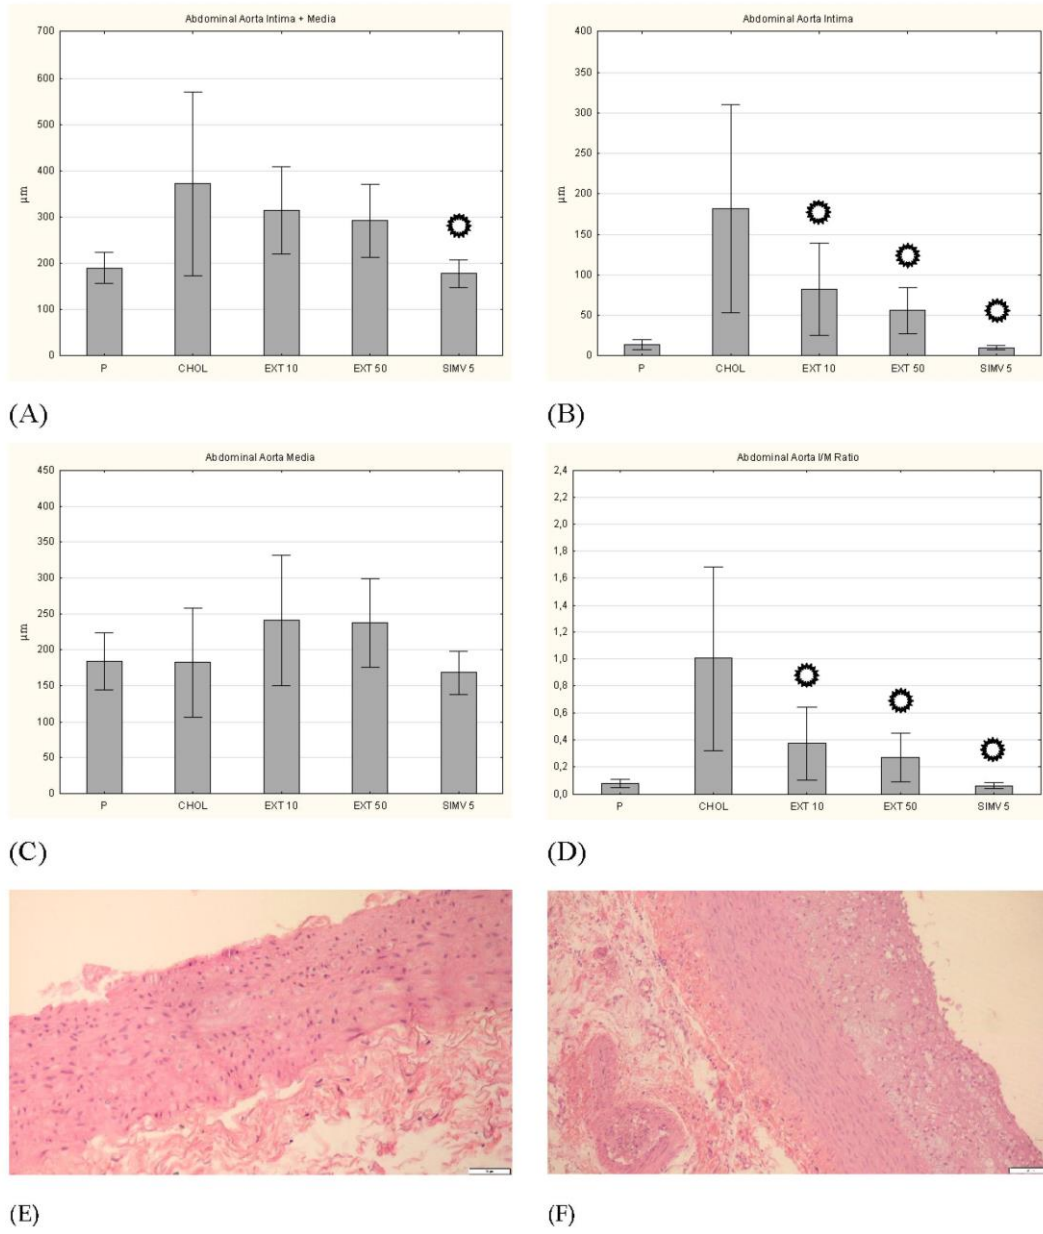 Abdominal Aorta Intima + Media
700
600
500
400
300
200
100
0
µm
P CHOL EXT 10 EXT 50 SIMV 5
(A)
Abdominal Aorta Intima
400
350
300
250
200
150
100
50
0
µm
P CHOL EXT 10 EXT 50 SIMV 5
(B)
Abdominal Aorta Media
450
400
350
300
250
200
150
100
50
0
µm
P CHOL EXT 10 EXT 50 SIMV 5
(C)
Abdominal Aorta I/M Ratio
2,4
2,2
2,0
1,8
1,6
1,4
1,2
1,0
0,8
0,6
0,4
0,2
0,0
P CHOL EXT 10 EXT 50 SIMV 5
(D)
(E)
(F)